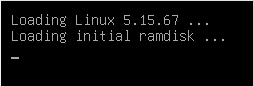 Loading Linux 5.15.67 ...
Loading initial ramdisk ...